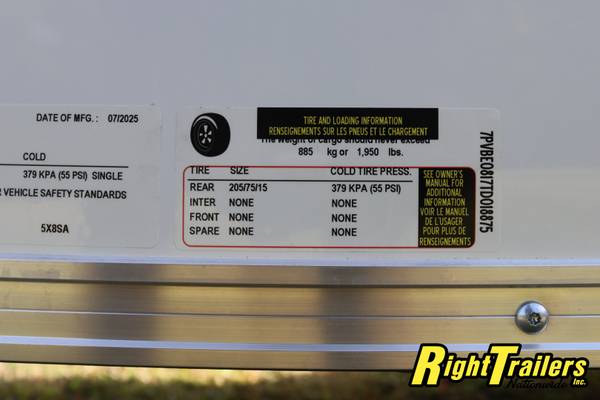 DATE OF MFG. : 07/2025
COLD
379 KPA (55 PSI) SINGLE
VEHICLE SAFETY STANDARDS
5X8SA
TIRE AND LOADING INFORMATION
RENSEIGNEMENTS SUR LES PNEUS ET LE CHARGEMENT
The weight of cargo should never exceed
885 kg or 1,950 lbs.
TIRE SIZE COLD TIRE PRESS.
REAR 205/75/15 379 KPA (55 PSI)
INTER NONE NONE
FRONT NONE NONE
SPARE NONE NONE
SEE OWNER'S
MANUAL FOR
ADDITIONAL
INFORMATION
VOIR LE MANUEL
DE L'USAGER
POUR PLUS DE
RENSEIGNEMENTS
7PVBE0817TD018875
RIGHT TRAILERS
Nationwide Inc.